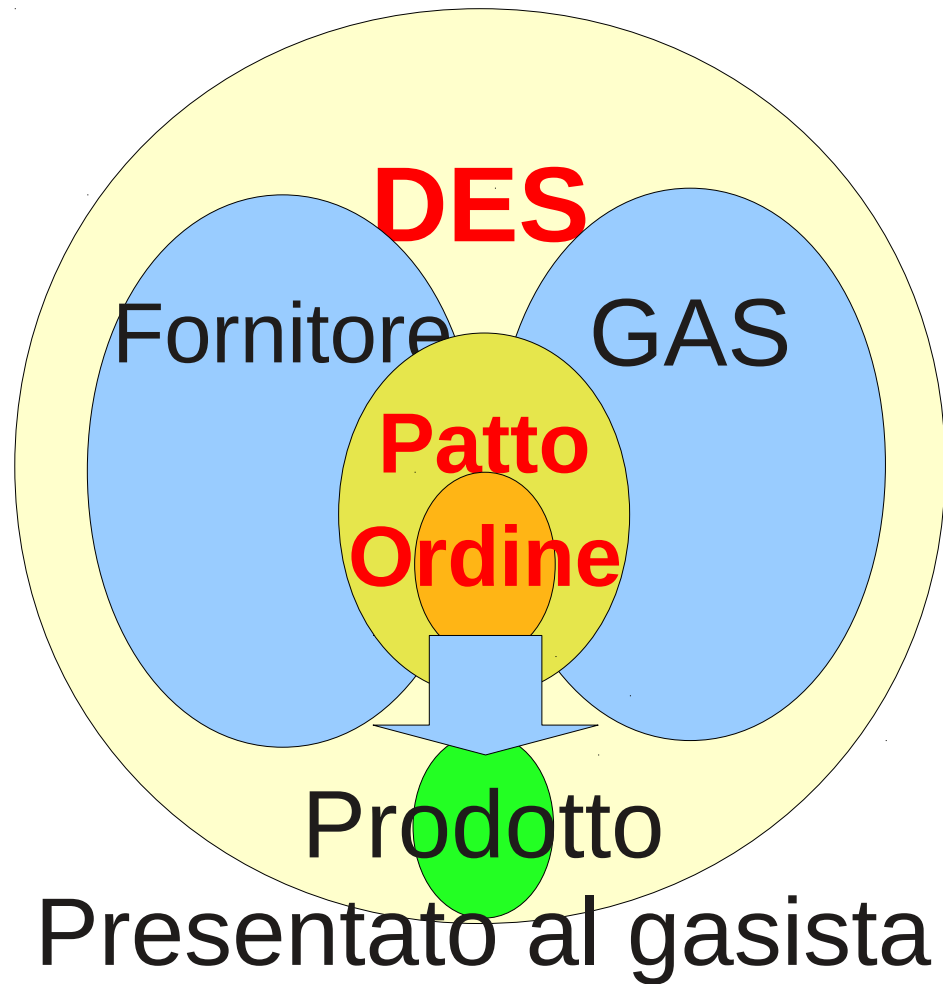 DES
Fornitore
GAS
Patto
Ordine
Prodotto
Presentato al gasista